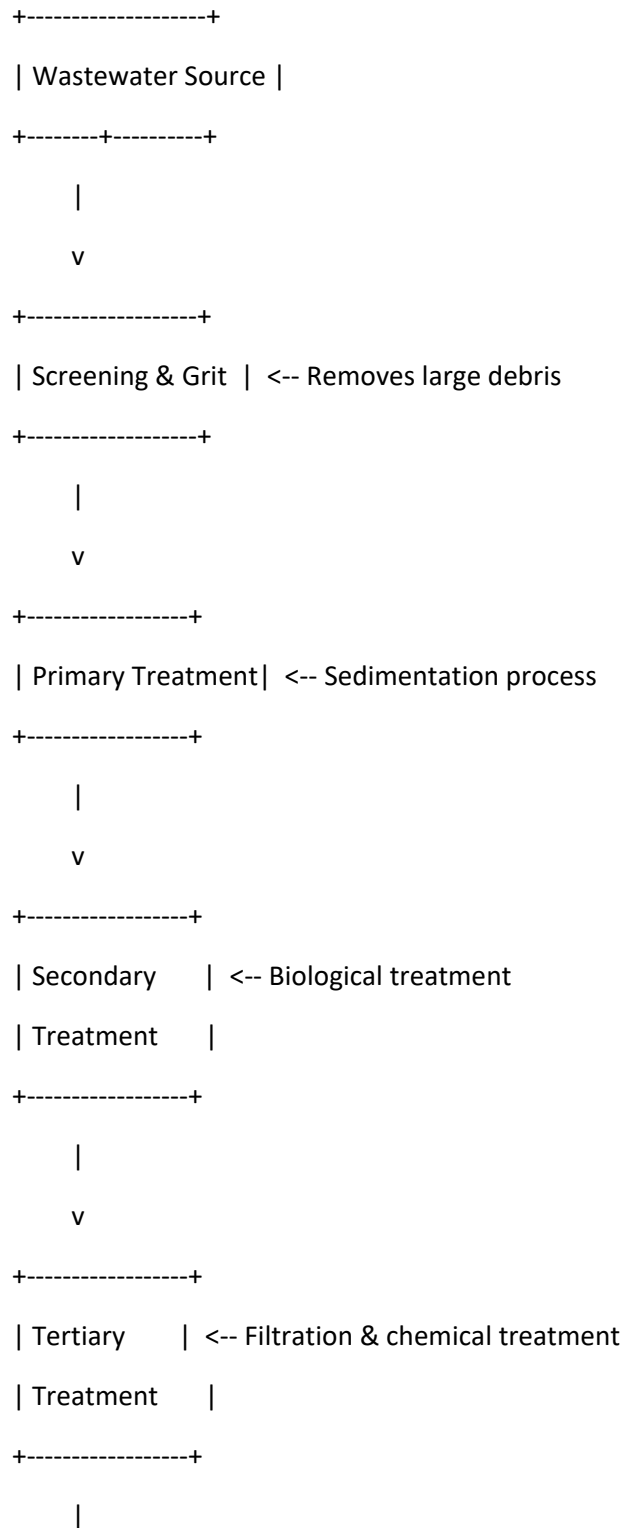 +--------------------+
| Wastewater Source |
+--------+----------+
|
v
+-------------------+
| Screening & Grit | <-- Removes large debris
+-------------------+
|
v
+------------------+
| Primary Treatment| <-- Sedimentation process
+------------------+
|
v
+------------------+
| Secondary | <-- Biological treatment
| Treatment |
+------------------+
|
v
+------------------+
| Tertiary | <-- Filtration & chemical treatment
| Treatment |
+------------------+
|